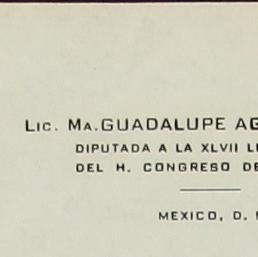 Lic. Ma. GUADALUPE AG
DIPUTADA A LA XLVII L
DEL H. CONGRESO DE
MEXICO, D.